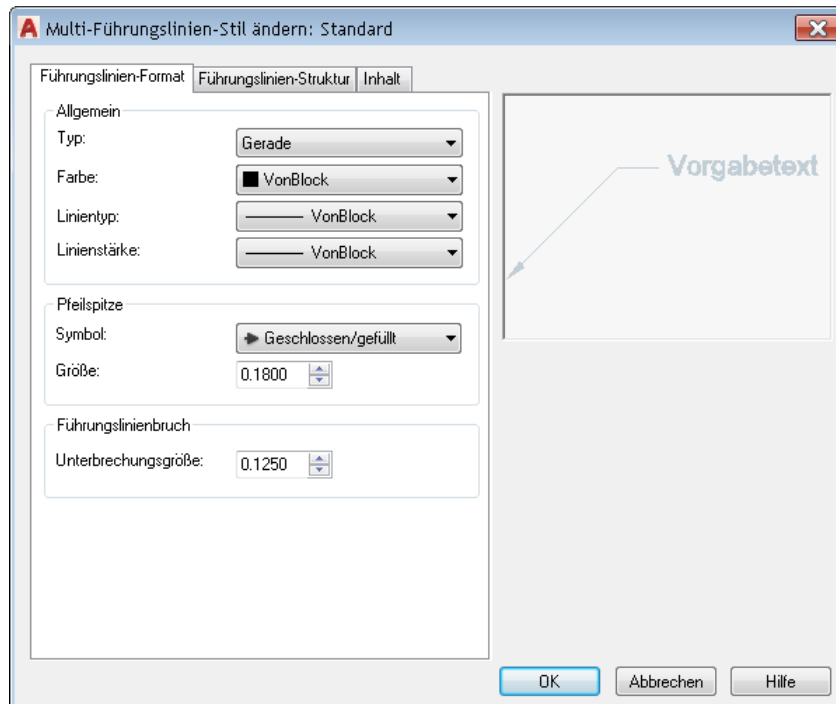 Multi-Führungslinien-Stil ändern: Standard
Führungslinien-Format Führungslinien-Struktur Inhalt
Allgemein
Typ: Gerade
Farbe: VonBlock
Linientyp: VonBlock
Linienstärke: VonBlock
Pfeilspitze
Symbol: Geschlossen/gefüllt
Größe: 0.1800
Führungslinienbruch
Unterbrechungsgröße: 0.1250
Vorgabetext
OK Abbrechen Hilfe